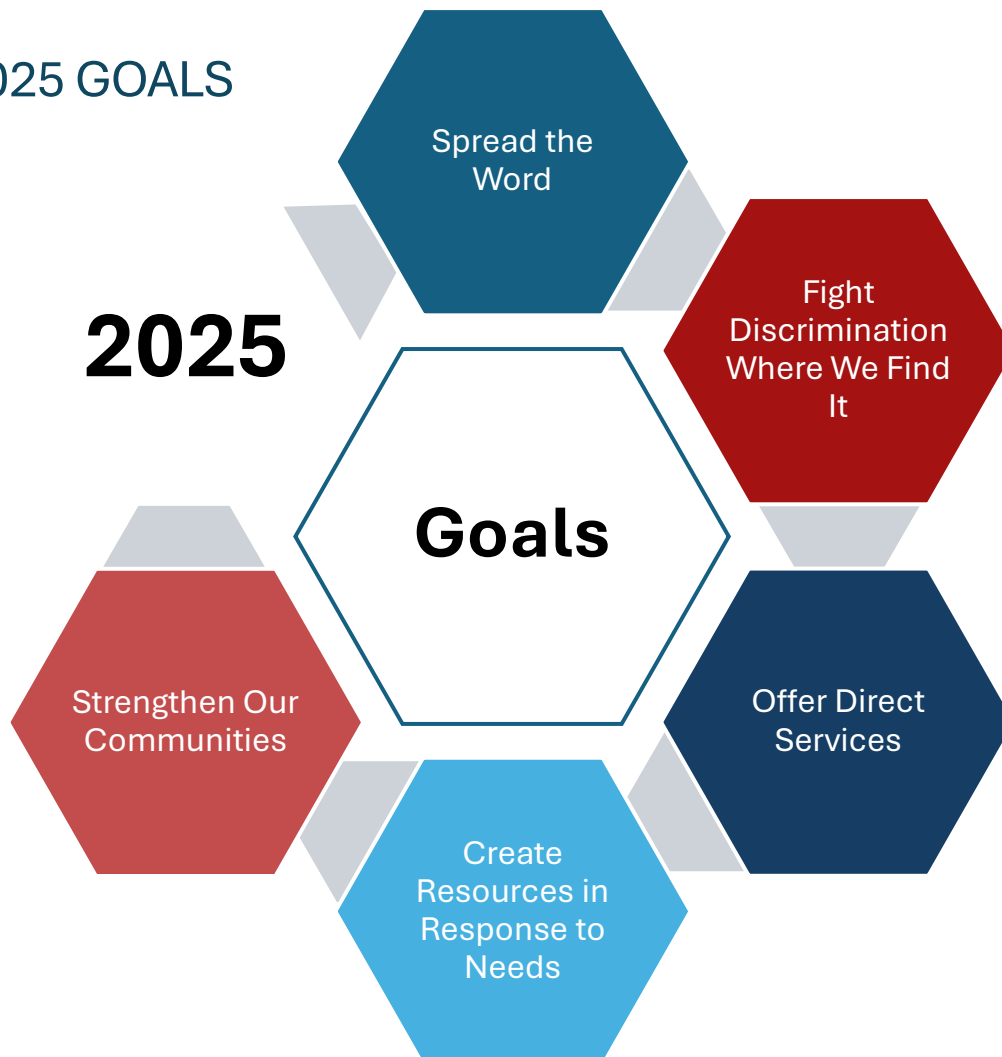 025 GOALS
Spread the
Word
Fight
Discrimination
Where We Find
It
2025
Goals
Strengthen Our
Communities
Offer Direct
Services
Create
Resources in
Response to
Needs